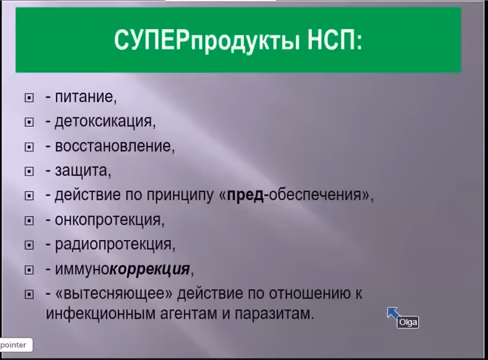 СУПЕРпродукты НСП:
- питание,
- детоксикация,
- восстановление,
- защита,
- действие по принципу «пред-обеспечения»,
- онкопротекция,
- радиопротекция,
- иммунокоррекция,
- «вытесняющее» действие по отношению к
инфекционным агентам и паразитам.
Olga
pointer